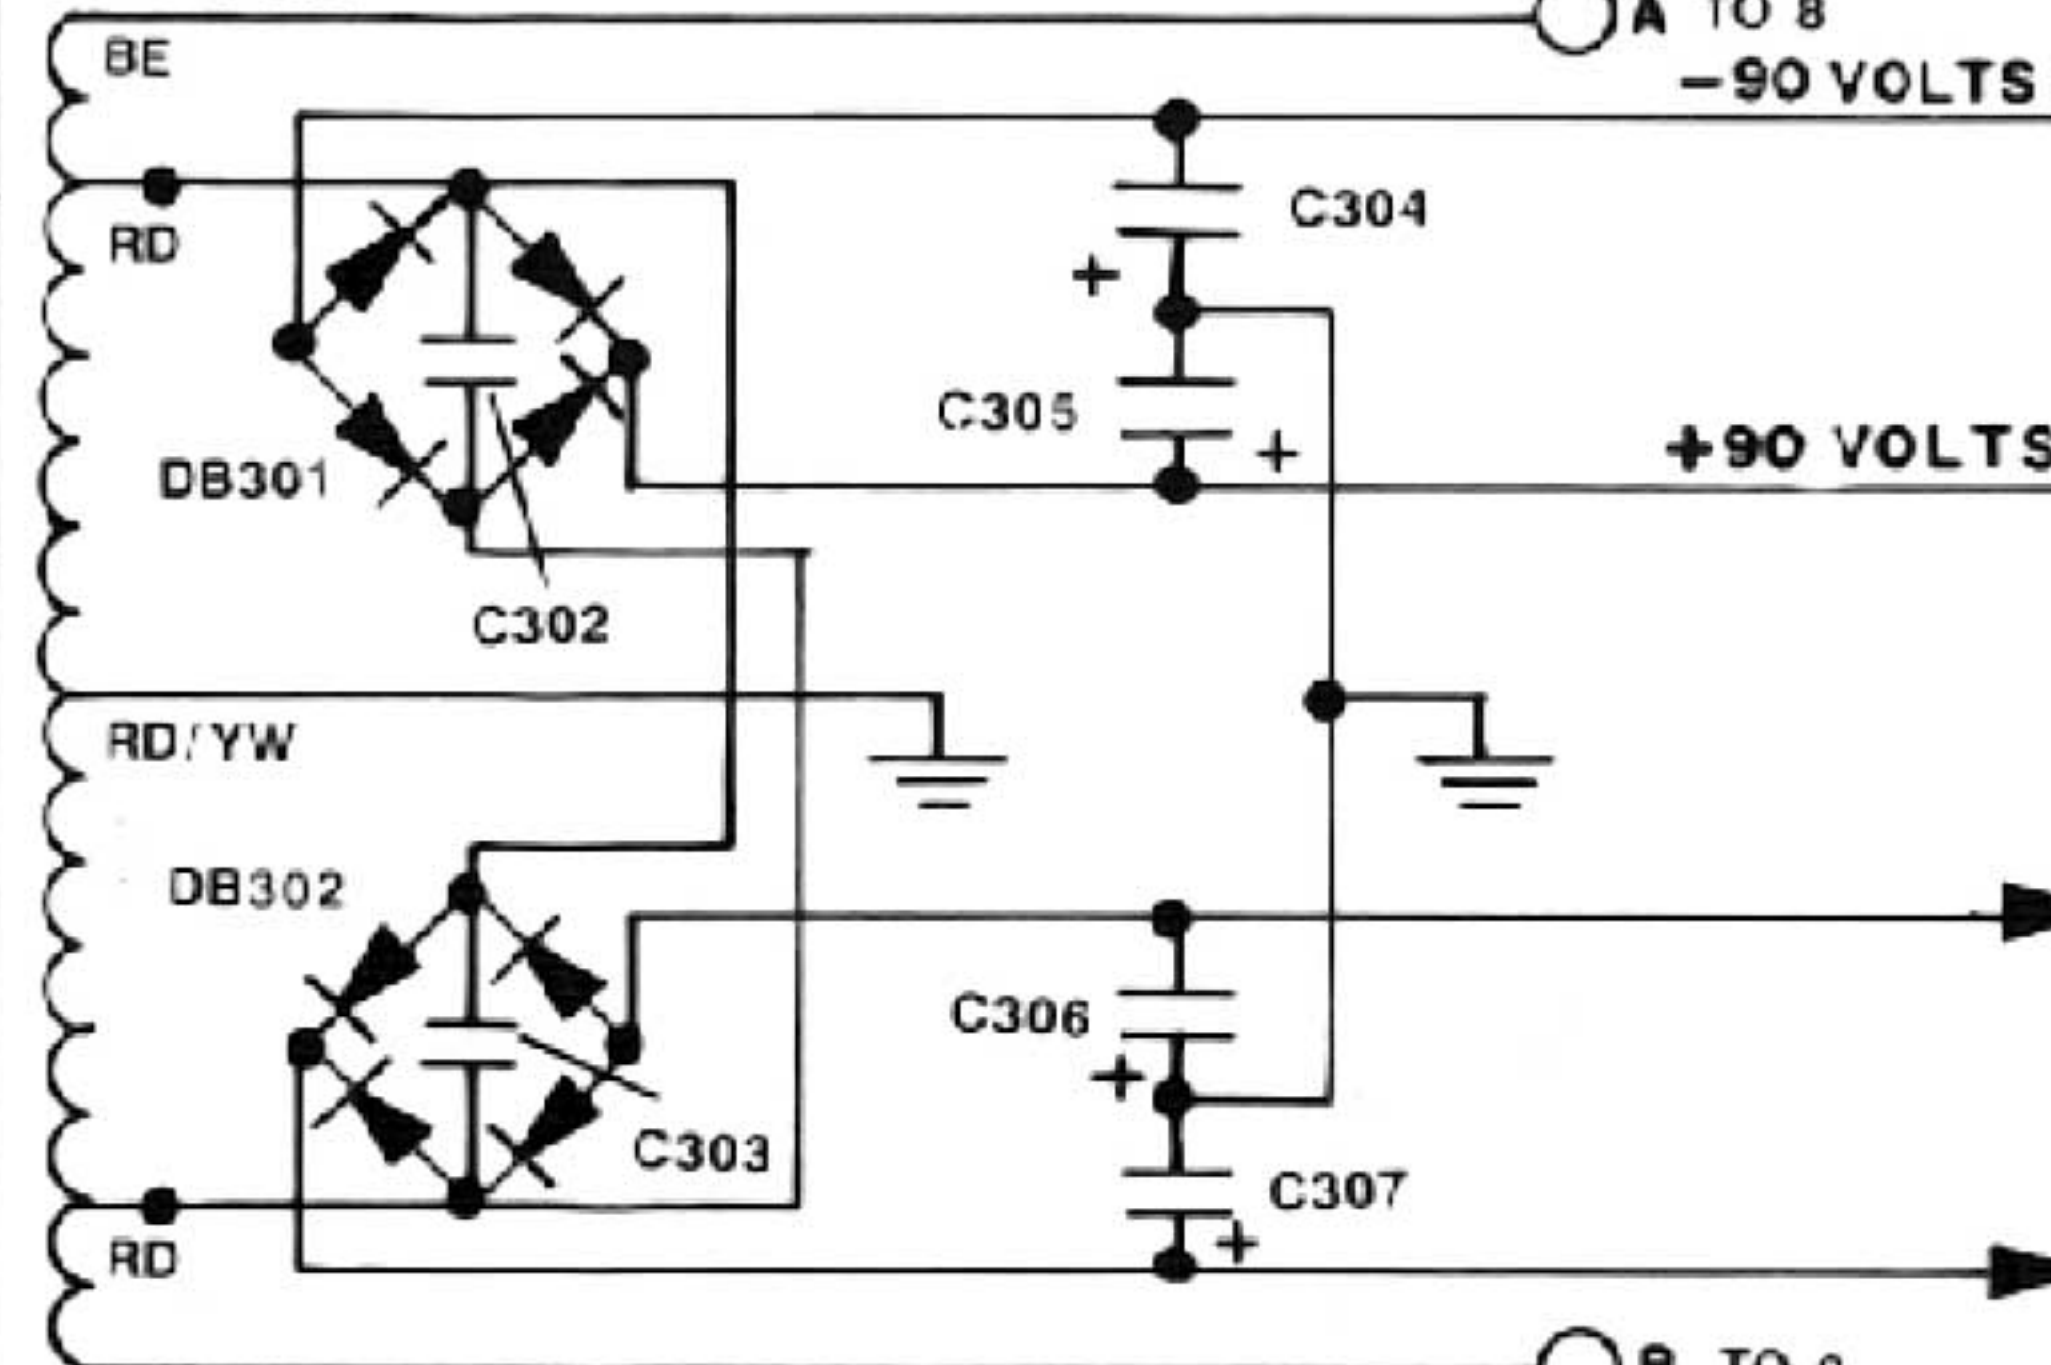 BE
A TO 8
−90 VOLTS
RD
C304
+
C305
+
+90 VOLTS
DB301
C302
RD/YW
DB302
C306
+
C303
C307
+
RD
TO